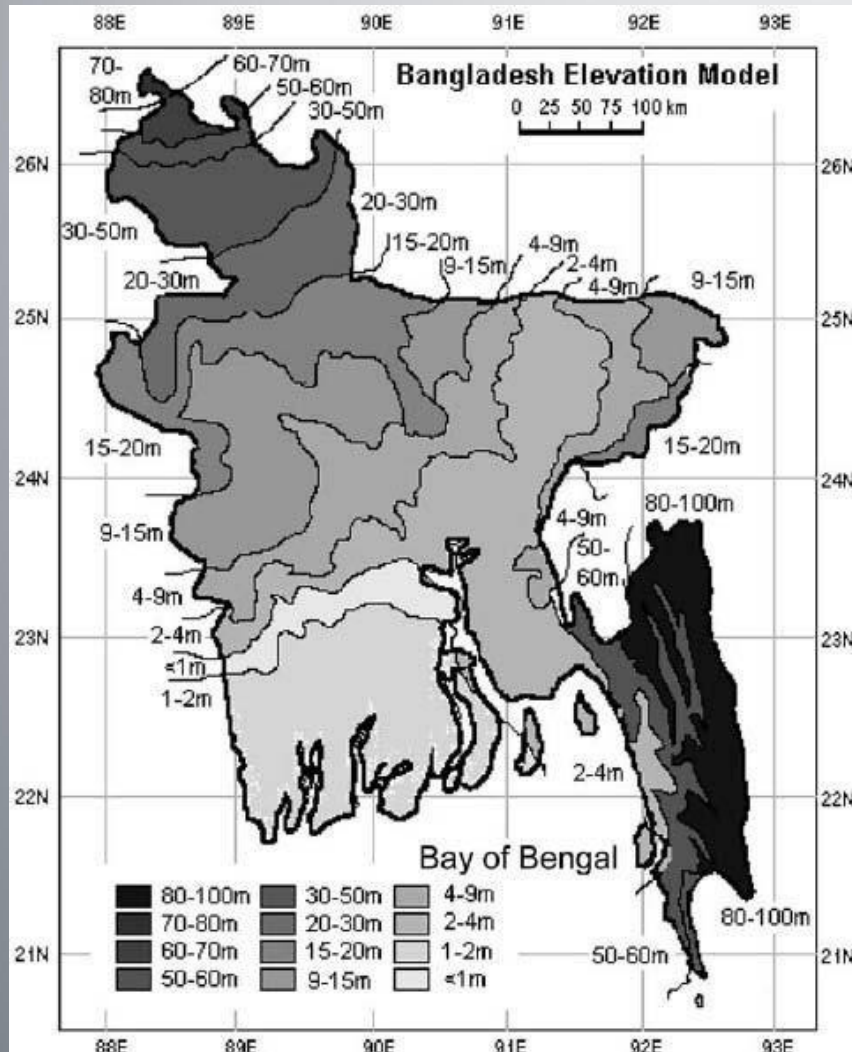 88E 89E 90E 91E 92E 93E
Bangladesh Elevation Model
0 25 50 75 100 km
70-
80m
60-70m
50-60m
30-50m
26N 26N
20-30m
30-50m
15-20m
4-9m
9-15m
2-4m
20-30m
4-9m
9-15m
25N 25N
15-20m
15-20m
24N 24N
80-100m
9-15m
4-9m
50-
60m
4-9m
2-4m
23N 23N
<1m
1-2m
2-4m
22N 22N
Bay of Bengal
80-100m 30-50m 4-9m
70-80m 20-30m 2-4m
60-70m 15-20m 1-2m
50-60m 9-15m <1m
80-100m
50-60m
21N 21N
88E 89E 90E 91E 92E 93E